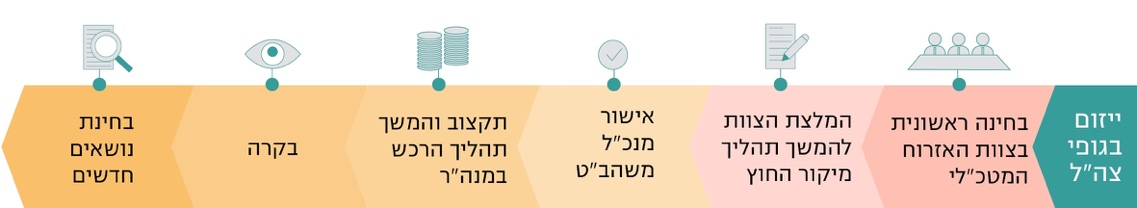 ייזום
בגופי
צה"ל
בחינה ראשונית
בצוות האזרוח
המטכ"לי
המלצת הצוות
להמשך תהליך
מיקור החוץ
אישור
מנכ"ל
משהב"ט
תקצוב והמשך
תהליך הרכש
במנה"ר
בקרה
בחינת
נושאים
חדשים